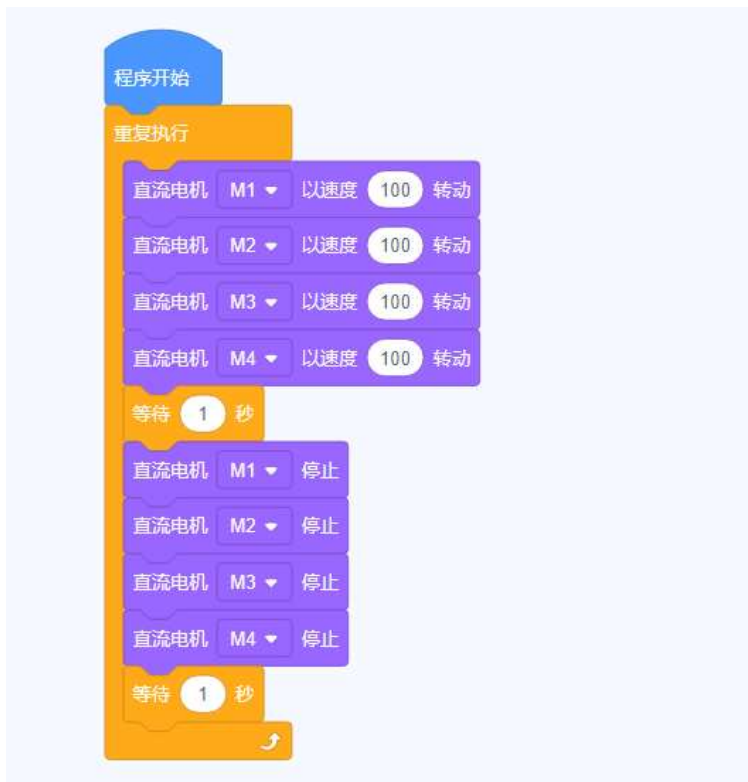 程序开始
重复执行
直流电机 M1 以速度 100 转动
直流电机 M2 以速度 100 转动
直流电机 M3 以速度 100 转动
直流电机 M4 以速度 100 转动
等待 1 秒
直流电机 M1 停止
直流电机 M2 停止
直流电机 M3 停止
直流电机 M4 停止
等待 1 秒